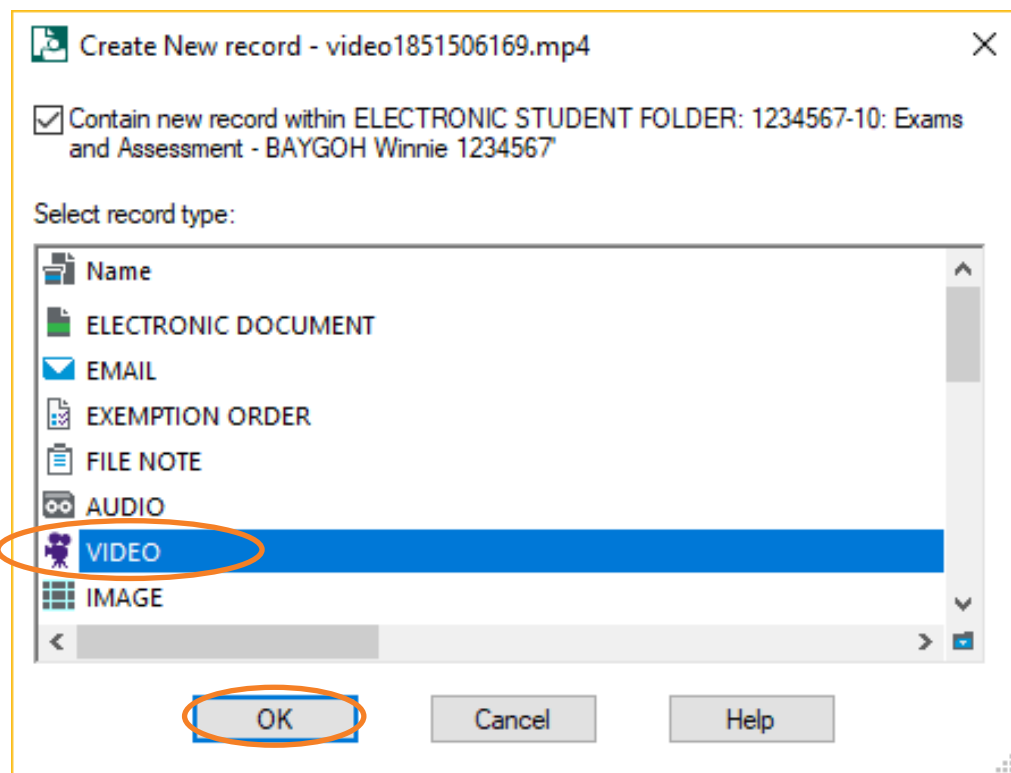 Create New record - video1851506169.mp4
Contain new record within ELECTRONIC STUDENT FOLDER: 1234567-10: Exams
and Assessment - BAYGOH Winnie 1234567'
Select record type:
Name
ELECTRONIC DOCUMENT
EMAIL
EXEMPTION ORDER
FILE NOTE
AUDIO
VIDEO
IMAGE
OK Cancel Help